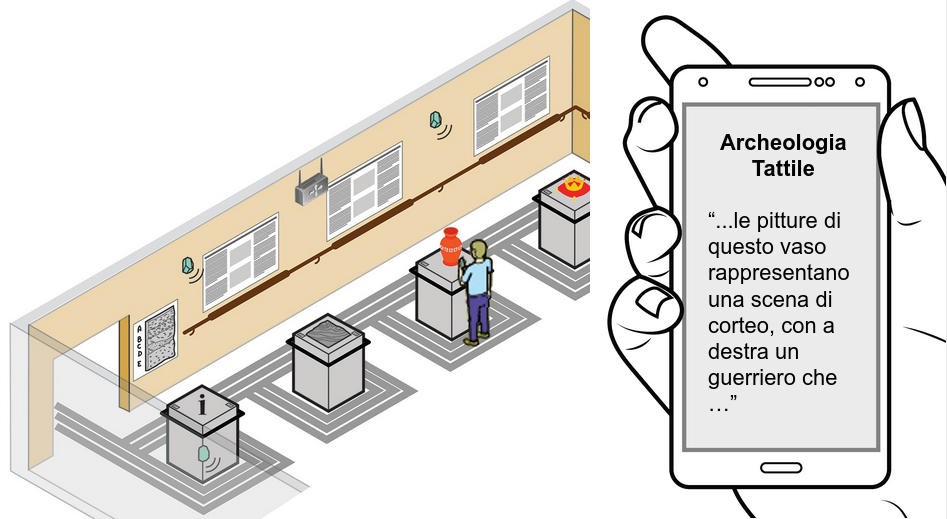 A
B
C
D
E
i
Archeologia
Tattile
“...le pitture di
questo vaso
rappresentano
una scena di
corteo, con a
destra un
guerriero che
…”